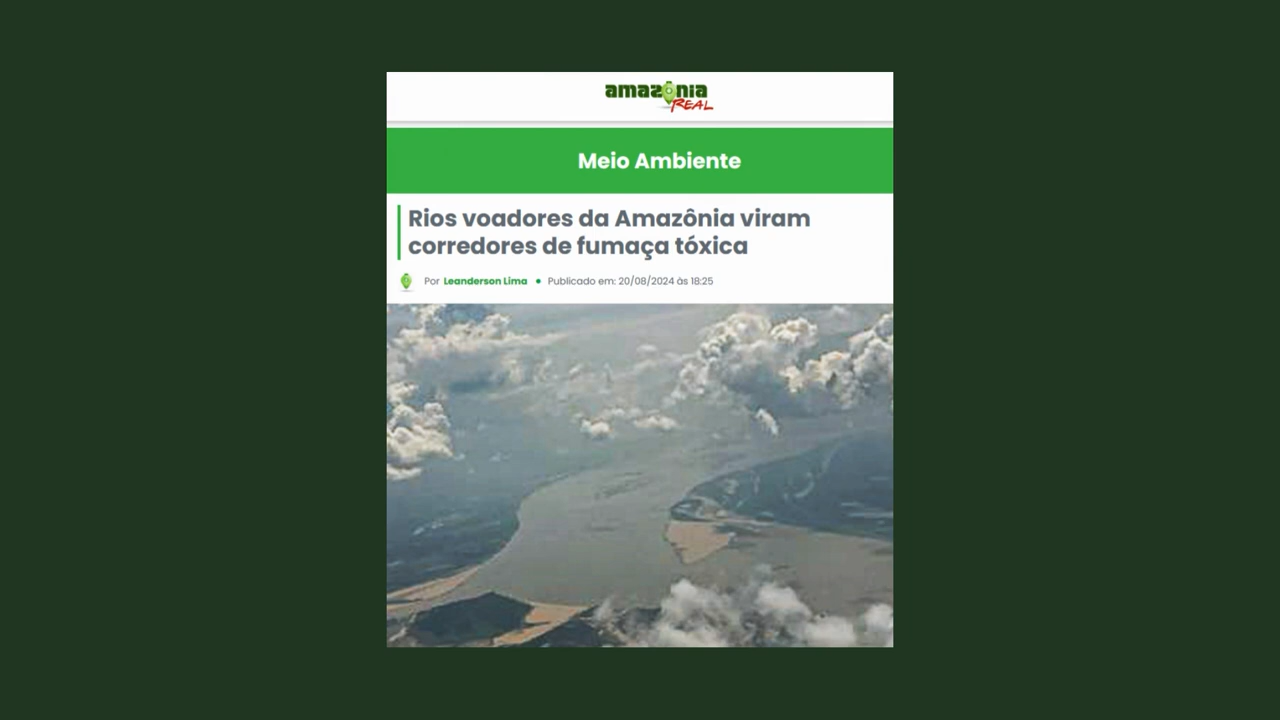 amazônia
REAL
Meio Ambiente
Rios voadores da Amazônia viram
corredores de fumaça tóxica
Por Leanderson Lima • Publicado em: 20/08/2024 às 18:25